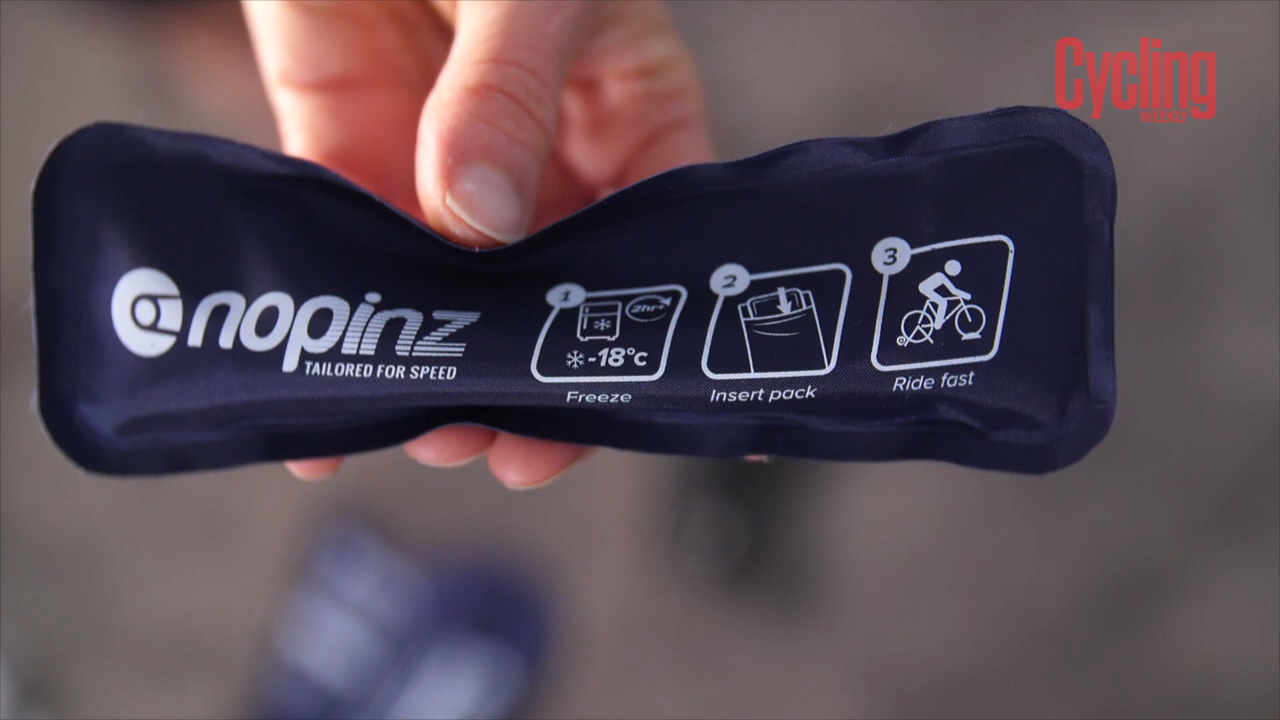 Cycling
WEEKLY
nopinz
TAILORED FOR SPEED
1
2hr+
-18°c
Freeze
2
Insert pack
3
Ride fast